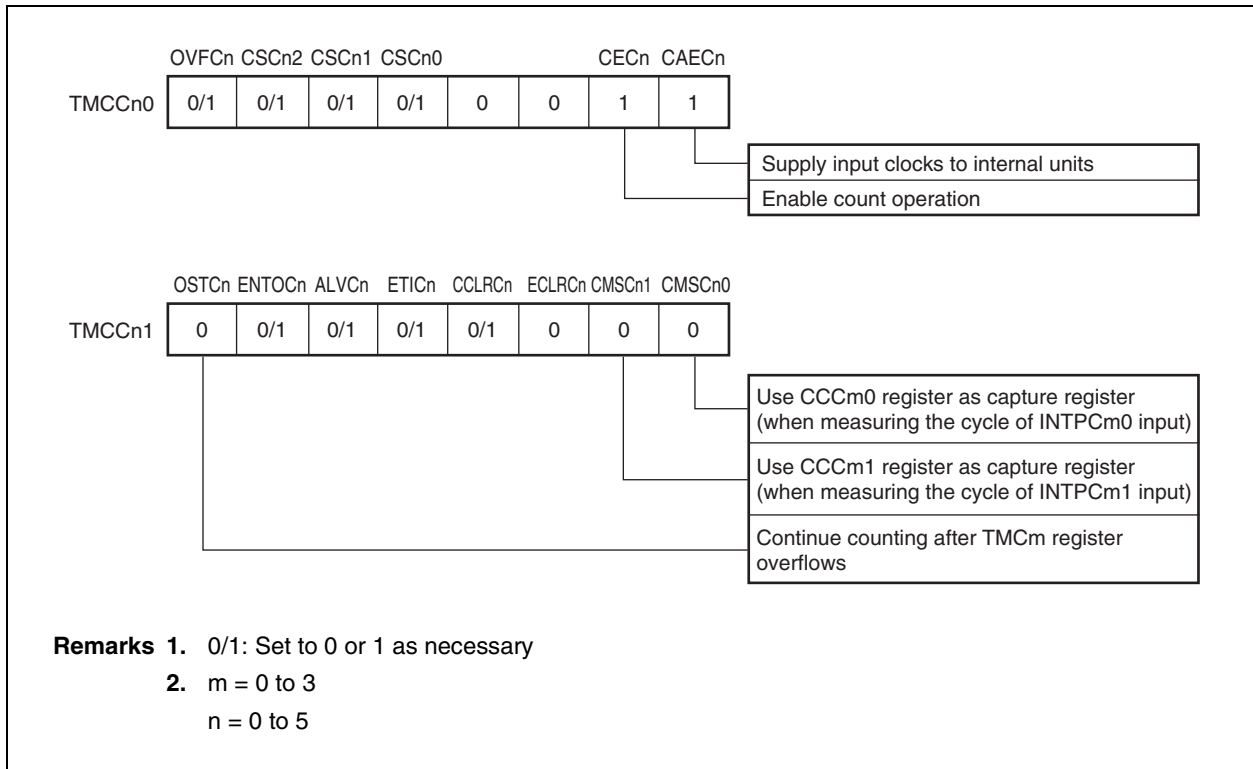 OVFCn CSCn2 CSCn1 CSCn0 CECn CAECn
TMCCn0 0/1 0/1 0/1 0/1 0 0 1 1
Supply input clocks to internal units
Enable count operation
OSTCn ENTOCn ALVCn ETICn CCLRCn ECLRCn CMSCn1 CMSCn0
TMCCn1 0 0/1 0/1 0/1 0/1 0 0 0
Use CCCm0 register as capture register
(when measuring the cycle of INTPCm0 input)
Use CCCm1 register as capture register
(when measuring the cycle of INTPCm1 input)
Continue counting after TMCm register
overflows
Remarks 1. 0/1: Set to 0 or 1 as necessary
2. m = 0 to 3
n = 0 to 5